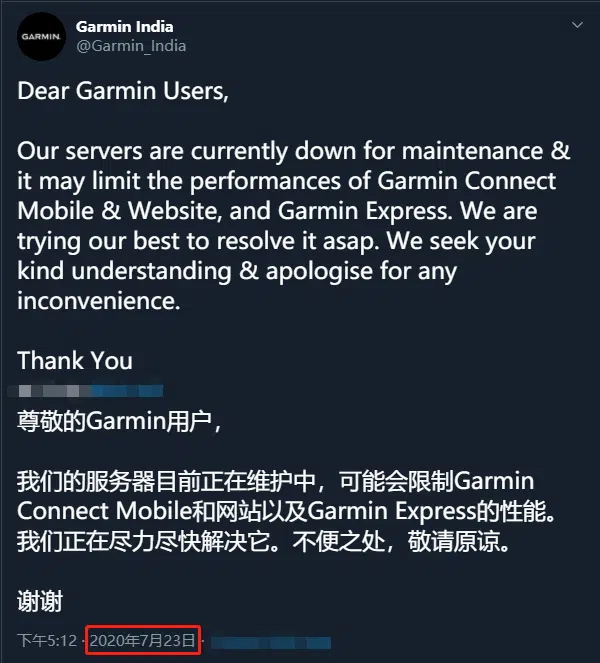 GARMIN
Garmin India
@Garmin_India
Dear Garmin Users,
Our servers are currently down for maintenance &
it may limit the performances of Garmin Connect
Mobile & Website, and Garmin Express. We are
trying our best to resolve it asap. We seek your
kind understanding & apologise for any
inconvenience.
Thank You
尊敬的Garmin用户，
我们的服务器目前正在维护中，可能会限制Garmin
Connect Mobile和网站以及Garmin Express的性能。
我们正在尽力尽快解决它。不便之处，敬请原谅。
谢谢
下午5:12 · 2020年7月23日 ·